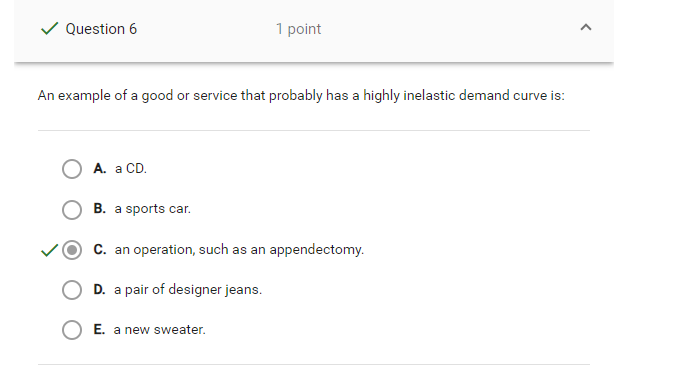 Question 6 1 point
An example of a good or service that probably has a highly inelastic demand curve is:
A. a CD.
B. a sports car.
C. an operation, such as an appendectomy.
D. a pair of designer jeans.
E. a new sweater.